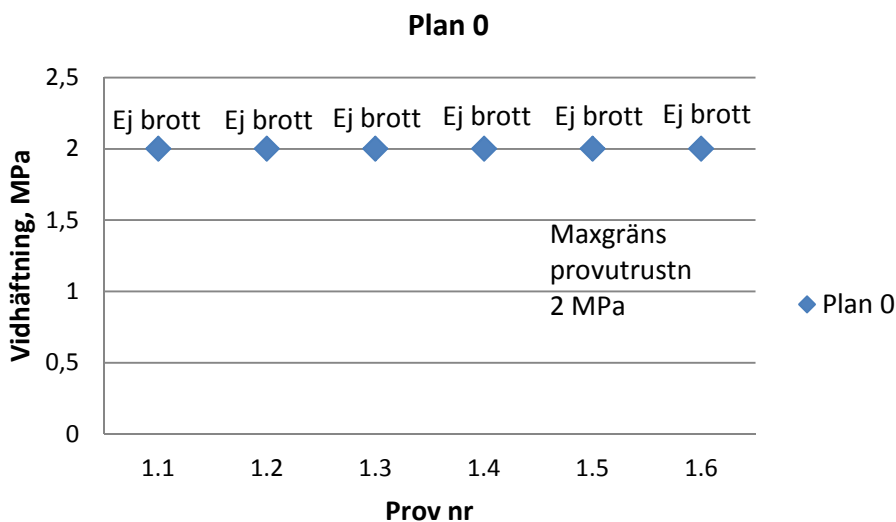 Plan 0
2,5
Ej brott Ej brott Ej brott Ej brott Ej brott Ej brott
2
1,5
Maxgräns
provutrustn
2 MPa
1
0,5
0
Vidhäftning, MPa
1.1 1.2 1.3 1.4 1.5 1.6
Prov nr
Plan 0